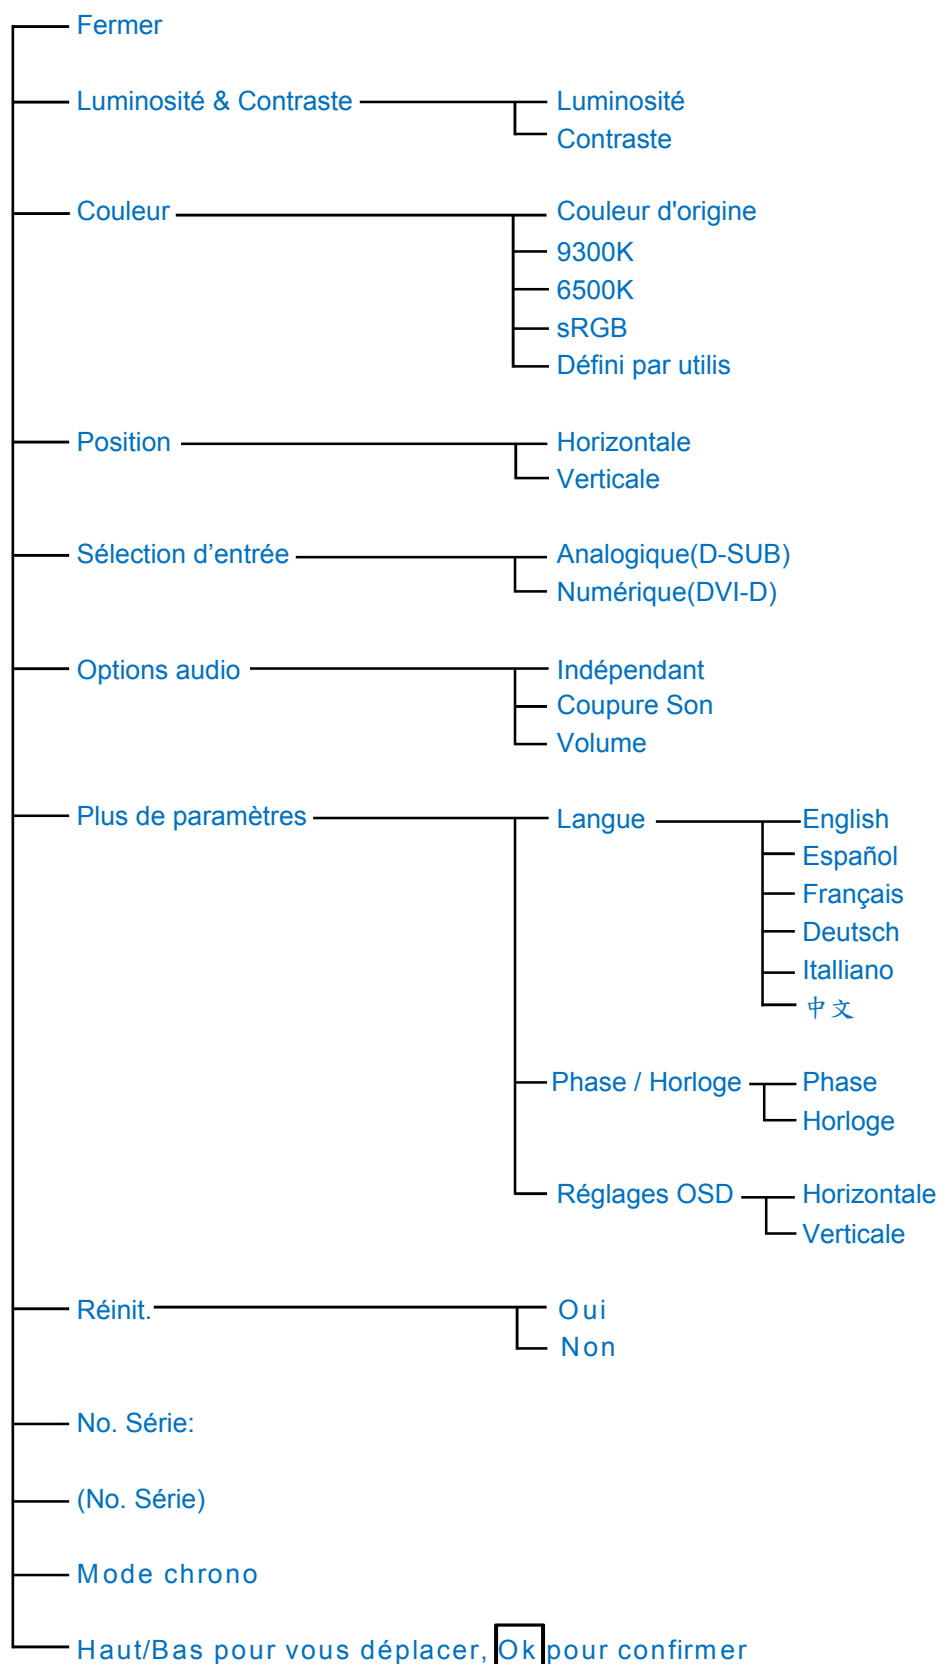 Fermer
Luminosité & Contraste
Luminosité
Contraste
Couleur
Couleur d'origine
9300K
6500K
sRGB
Défini par utilis
Position
Horizontale
Verticale
Sélection d’entrée
Analogique(D-SUB)
Numérique(DVI-D)
Options audio
Indépendant
Coupure Son
Volume
Plus de paramètres
Langue
English
Español
Français
Deutsch
Italliano
中文
Phase / Horloge
Phase
Horloge
Réglages OSD
Horizontale
Verticale
Réinit.
Oui
Non
No. Série:
(No. Série)
Mode chrono
Haut/Bas pour vous déplacer, Ok pour confirmer